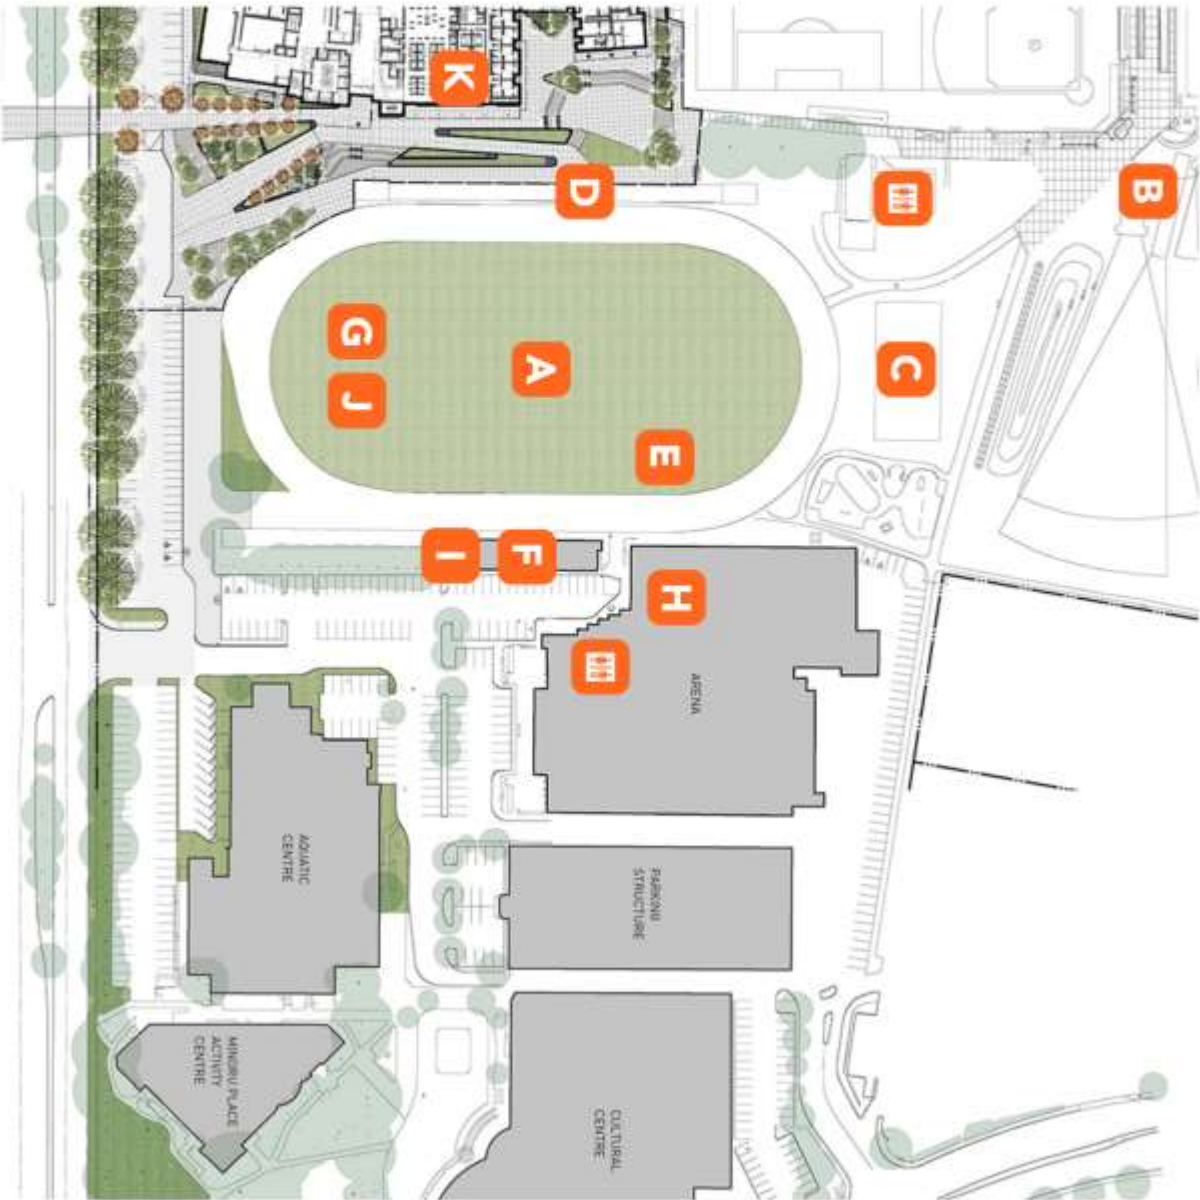 K
D
B
G
J
A
C
E
I
F
H
ARENA
AQUATIC
CENTRE
PARKING
STRUCTURE
MINORU PLACE
ACTIVITY
CENTRE
CULTURAL
CENTRE